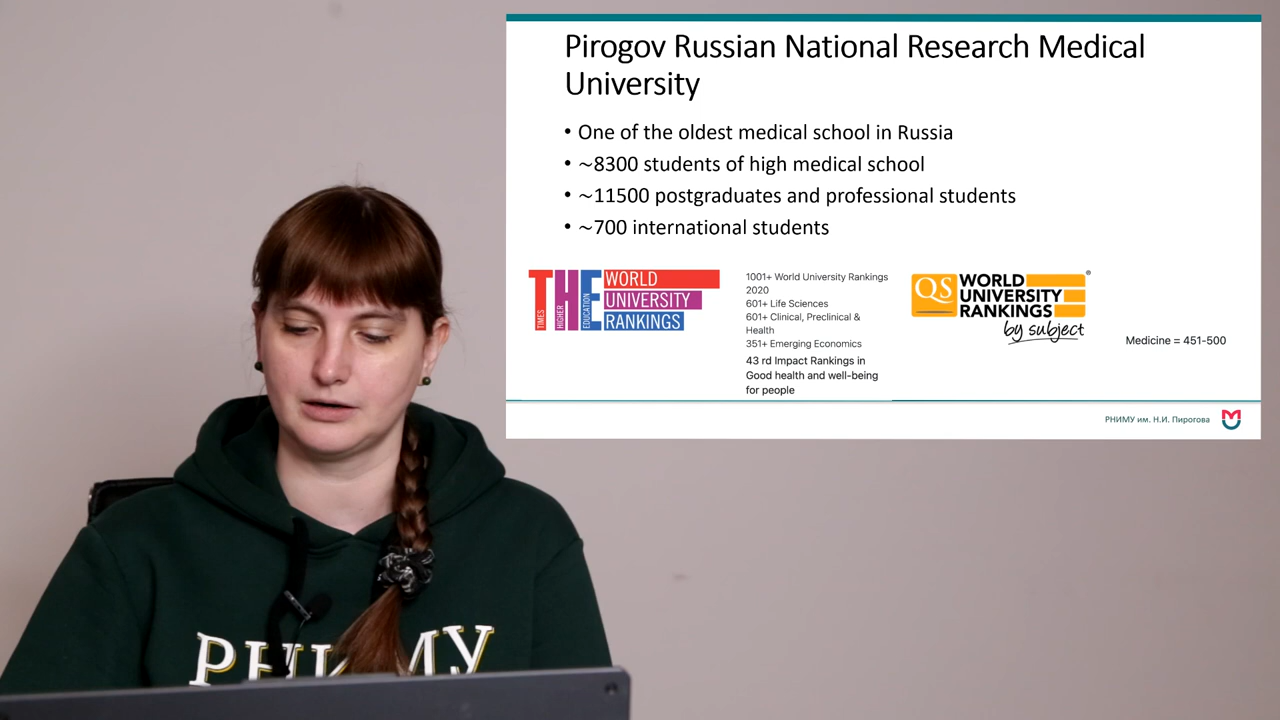 Pirogov Russian National Research Medical
University
• One of the oldest medical school in Russia
• ~8300 students of high medical school
• ~11500 postgraduates and professional students
• ~700 international students
THE
TIMES
HIGHER
EDUCATION
WORLD
UNIVERSITY
RANKINGS
1001+ World University Rankings
2020
601+ Life Sciences
601+ Clinical, Preclinical &
Health
351+ Emerging Economics
43 rd Impact Rankings in
Good health and well-being
for people
QS
WORLD
UNIVERSITY
RANKINGS
®
by subject
Medicine = 451-500
РНИМУ им. Н.И. Пирогова
РНИМУ